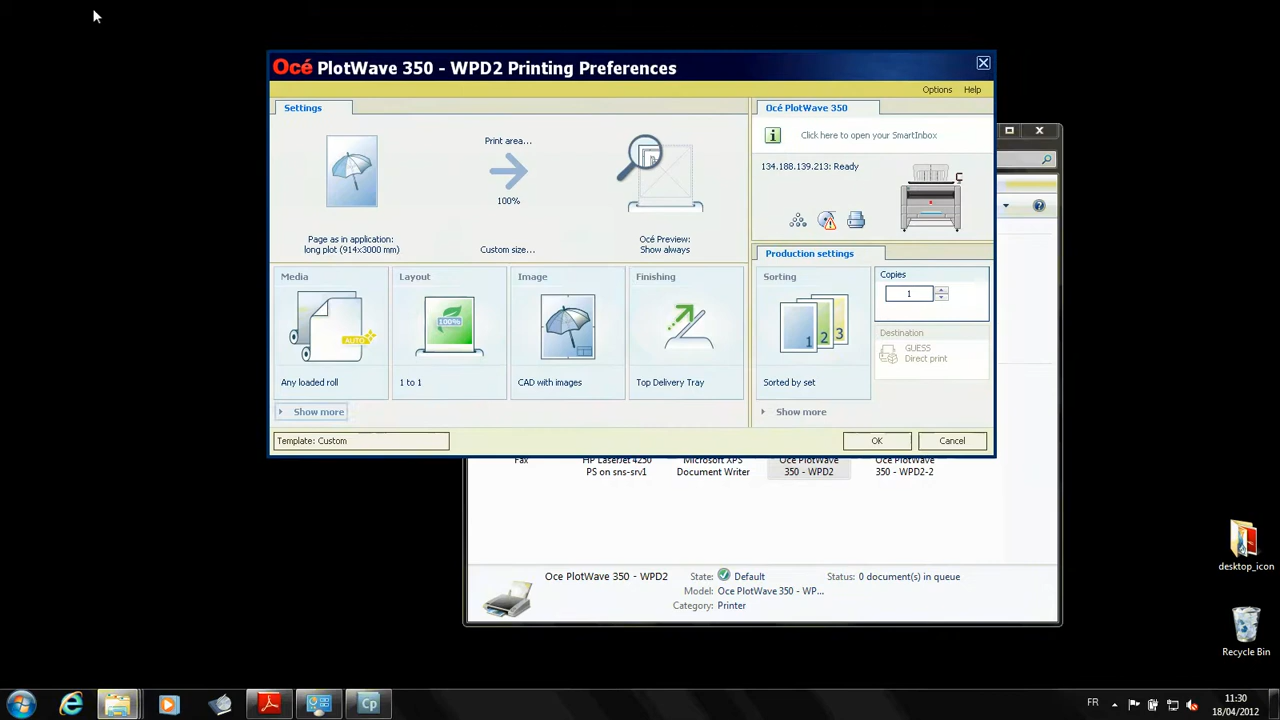 Océ PlotWave 350 - WPD2 Printing Preferences
Options Help
Settings
Print area...
100%
Page as in application:
long plot (914x3000 mm)
Custom size...
Océ Preview:
Show always
Océ PlotWave 350
i Click here to open your SmartInbox
134.188.139.213: Ready
C
Media
AUTO
Any loaded roll
Layout
100%
1 to 1
Image
CAD with images
Finishing
Top Delivery Tray
Show more
Production settings
Sorting
1 2 3
Sorted by set
Copies
1
Destination
GUESS
Direct print
Show more
Template: Custom
OK Cancel
Fax
HP LaserJet 4250
PS on sns-srv1
Microsoft XPS
Document Writer
Oce PlotWave
350 - WPD2
Oce PlotWave
350 - WPD2-2
Oce PlotWave 350 - WPD2
State: Default
Status: 0 document(s) in queue
Model: Oce PlotWave 350 - WP...
Category: Printer
desktop_icon
Recycle Bin
Cp
FR
11:30
18/04/2012